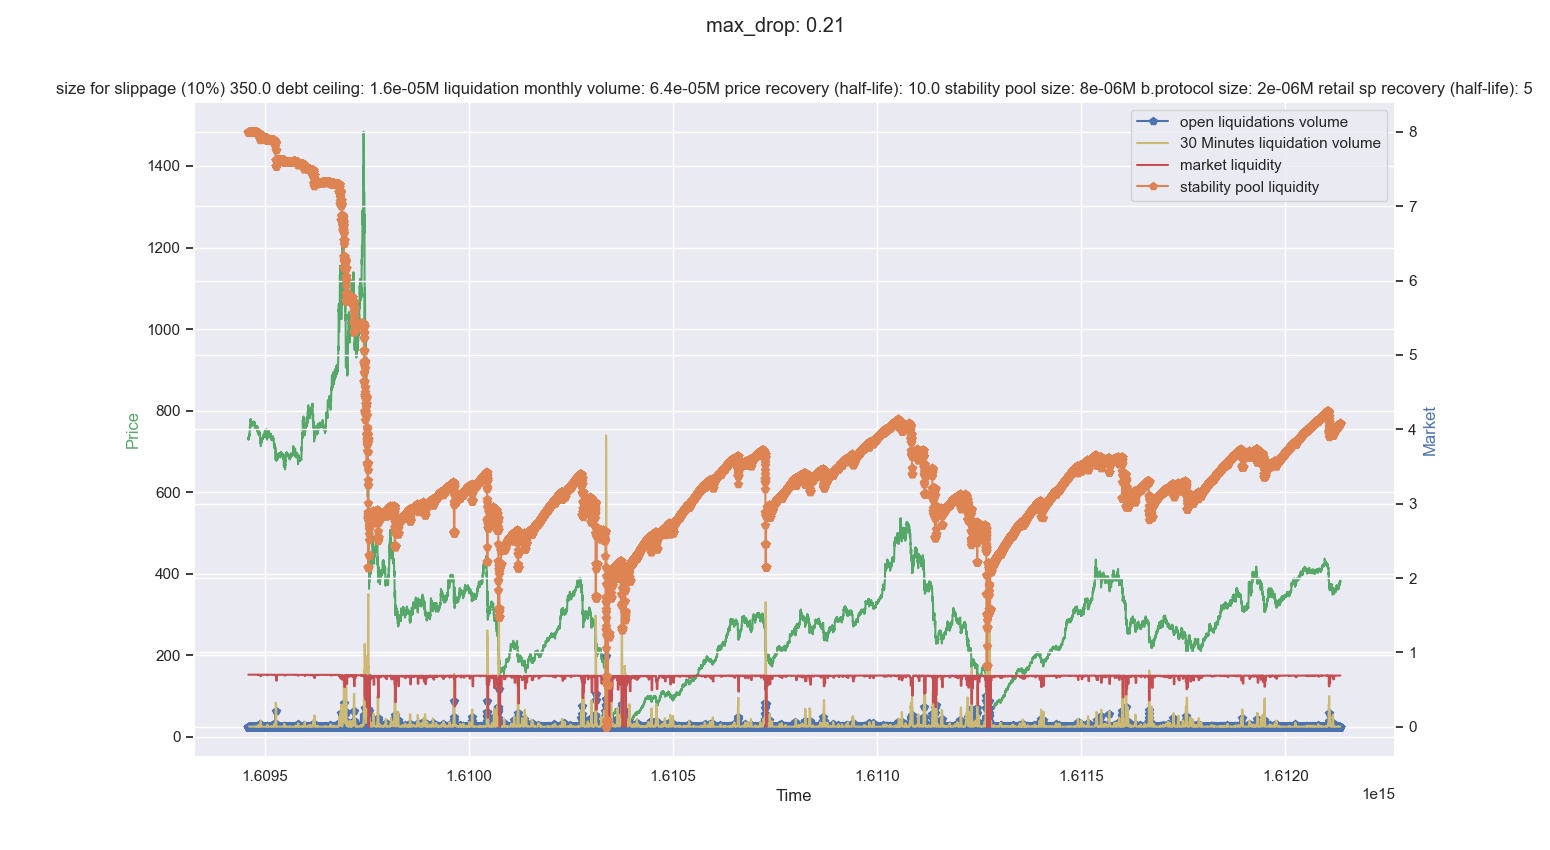 max_drop: 0.21
size for slippage (10%) 350.0 debt ceiling: 1.6e-05M liquidation monthly volume: 6.4e-05M price recovery (half-life): 10.0 stability pool size: 8e-06M b.protocol size: 2e-06M retail sp recovery (half-life): 5
open liquidations volume
30 Minutes liquidation volume
market liquidity
stability pool liquidity
1400
1200
1000
800
600
400
200
0
Price
8
7
6
5
4
3
2
1
0
Market
1.6095 1.6100 1.6105 1.6110 1.6115 1.6120
1e15
Time